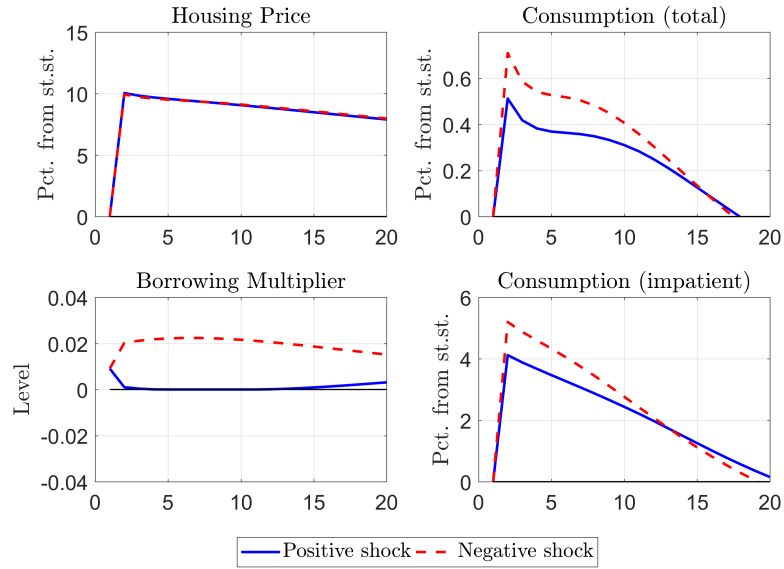 Housing Price
Consumption (total)
Pct. from st.st.
15
10
5
0
0 5 10 15 20
Pct. from st.st.
0.6
0.4
0.2
0
0 5 10 15 20
Borrowing Multiplier
Consumption (impatient)
Level
0.04
0.02
0
-0.02
-0.04
0 5 10 15 20
Pct. from st.st.
6
4
2
0
0 5 10 15 20
Positive shock Negative shock